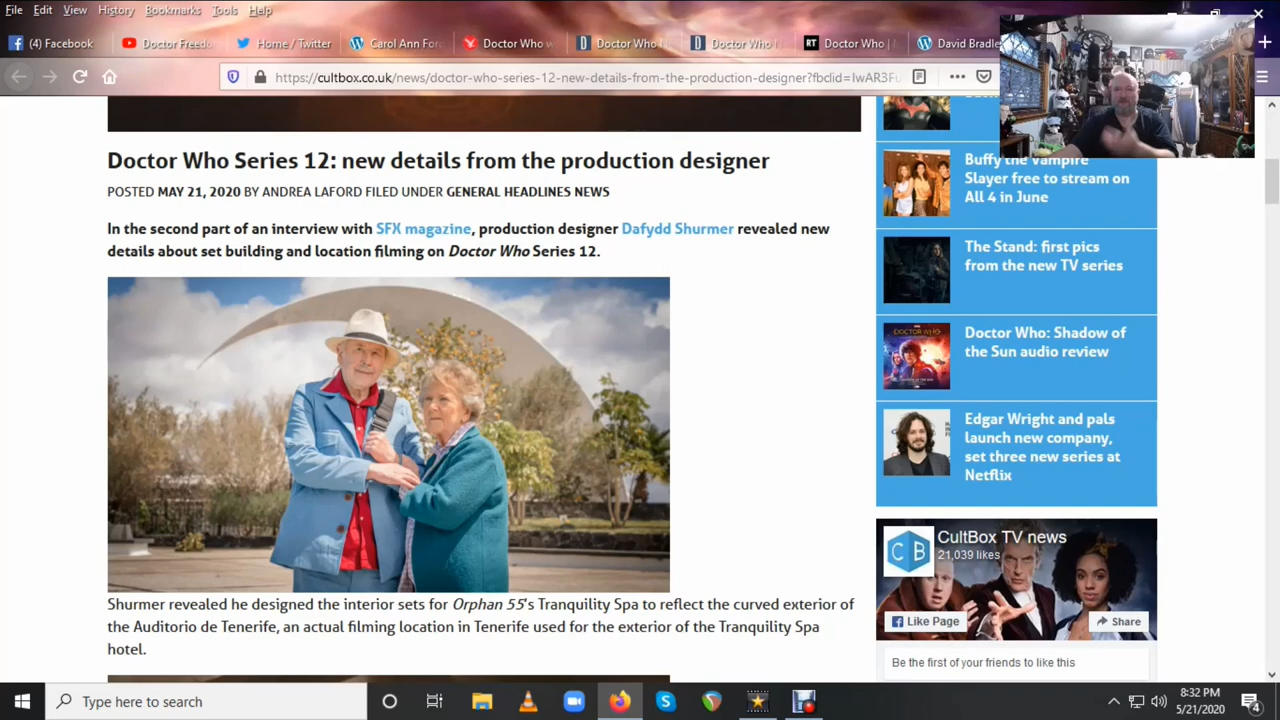 File Edit View History Bookmarks Tools Help
(4) Facebook
Doctor Freedo
Home / Twitter
Carol Ann For
Doctor Who w
Doctor Who
Doctor Who
Doctor Who
David Bradle
https://cultbox.co.uk/news/doctor-who-series-12-new-details-from-the-production-designer?fbclid=IwAR3Fu
Doctor Who Series 12: new details from the production designer
POSTED MAY 21, 2020 BY ANDREA LAFORD FILED UNDER GENERAL HEADLINES NEWS
In the second part of an interview with SFX magazine, production designer Dafydd Shurmer revealed new
details about set building and location filming on Doctor Who Series 12.
Shurmer revealed he designed the interior sets for Orphan 55's Tranquility Spa to reflect the curved exterior of
the Auditorio de Tenerife, an actual filming location in Tenerife used for the exterior of the Tranquility Spa
hotel.
Buffy the Vampire
Slayer free to stream on
All 4 in June
The Stand: first pics
from the new TV series
DOCTOR WHO
Doctor Who: Shadow of
the Sun audio review
Edgar Wright and pals
launch new company,
set three new series at
Netflix
CB
CultBox TV news
21,039 likes
Like Page
Share
Be the first of your friends to like this
Type here to search
8:32 PM
5/21/2020
4